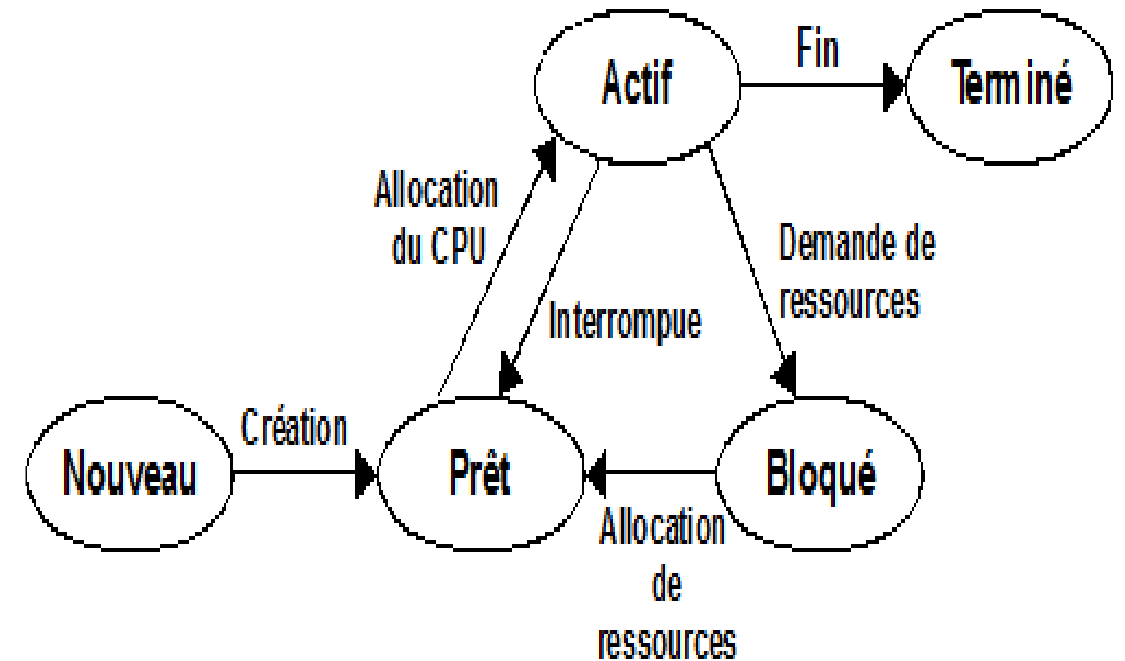 Actif
Fin
Terminé
Allocation
du CPU
Demande de
ressources
Interrompue
Création
Nouveau
Prêt
Bloqué
Allocation
de
ressources